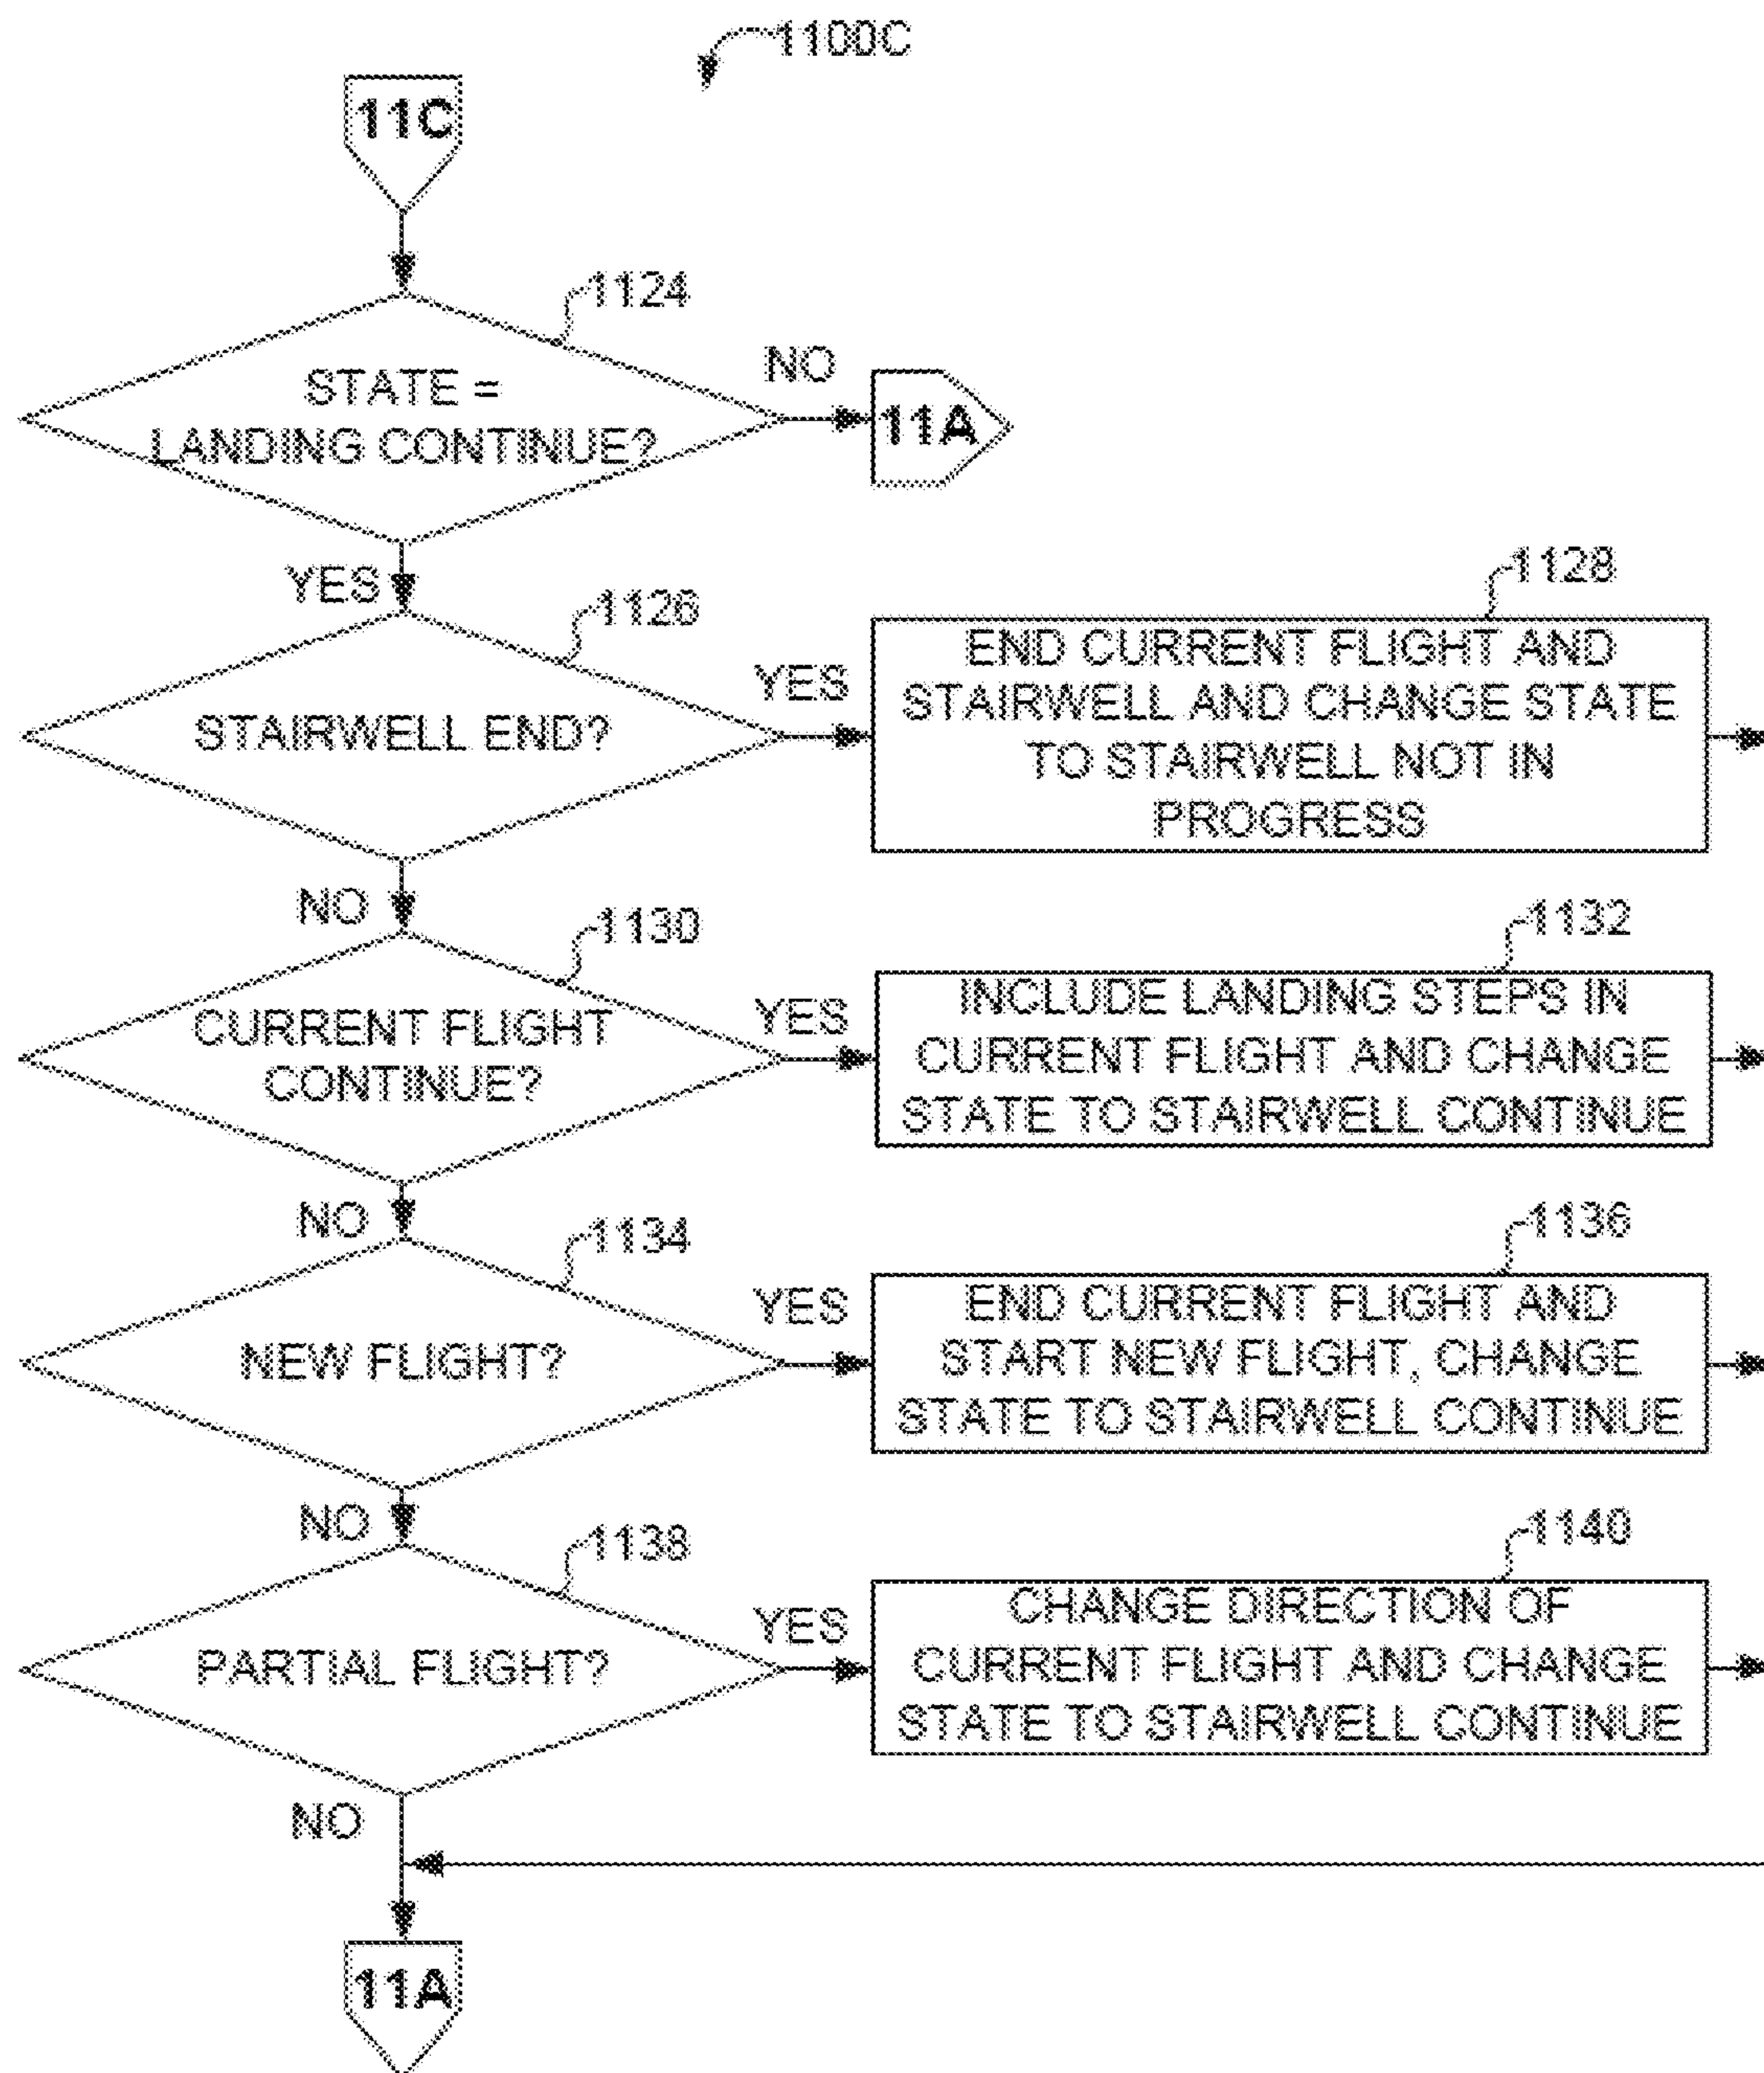 1100C
11C
1124
STATE =
LANDING CONTINUE?
NO
11A
YES
1126
STAIRWELL END?
YES
1128
END CURRENT FLIGHT AND
STAIRWELL AND CHANGE STATE
TO STAIRWELL NOT IN
PROGRESS
NO
1130
CURRENT FLIGHT
CONTINUE?
YES
1132
INCLUDE LANDING STEPS IN
CURRENT FLIGHT AND CHANGE
STATE TO STAIRWELL CONTINUE
NO
1134
NEW FLIGHT?
YES
1136
END CURRENT FLIGHT AND
START NEW FLIGHT, CHANGE
STATE TO STAIRWELL CONTINUE
NO
1138
PARTIAL FLIGHT?
YES
1140
CHANGE DIRECTION OF
CURRENT FLIGHT AND CHANGE
STATE TO STAIRWELL CONTINUE
NO
11A